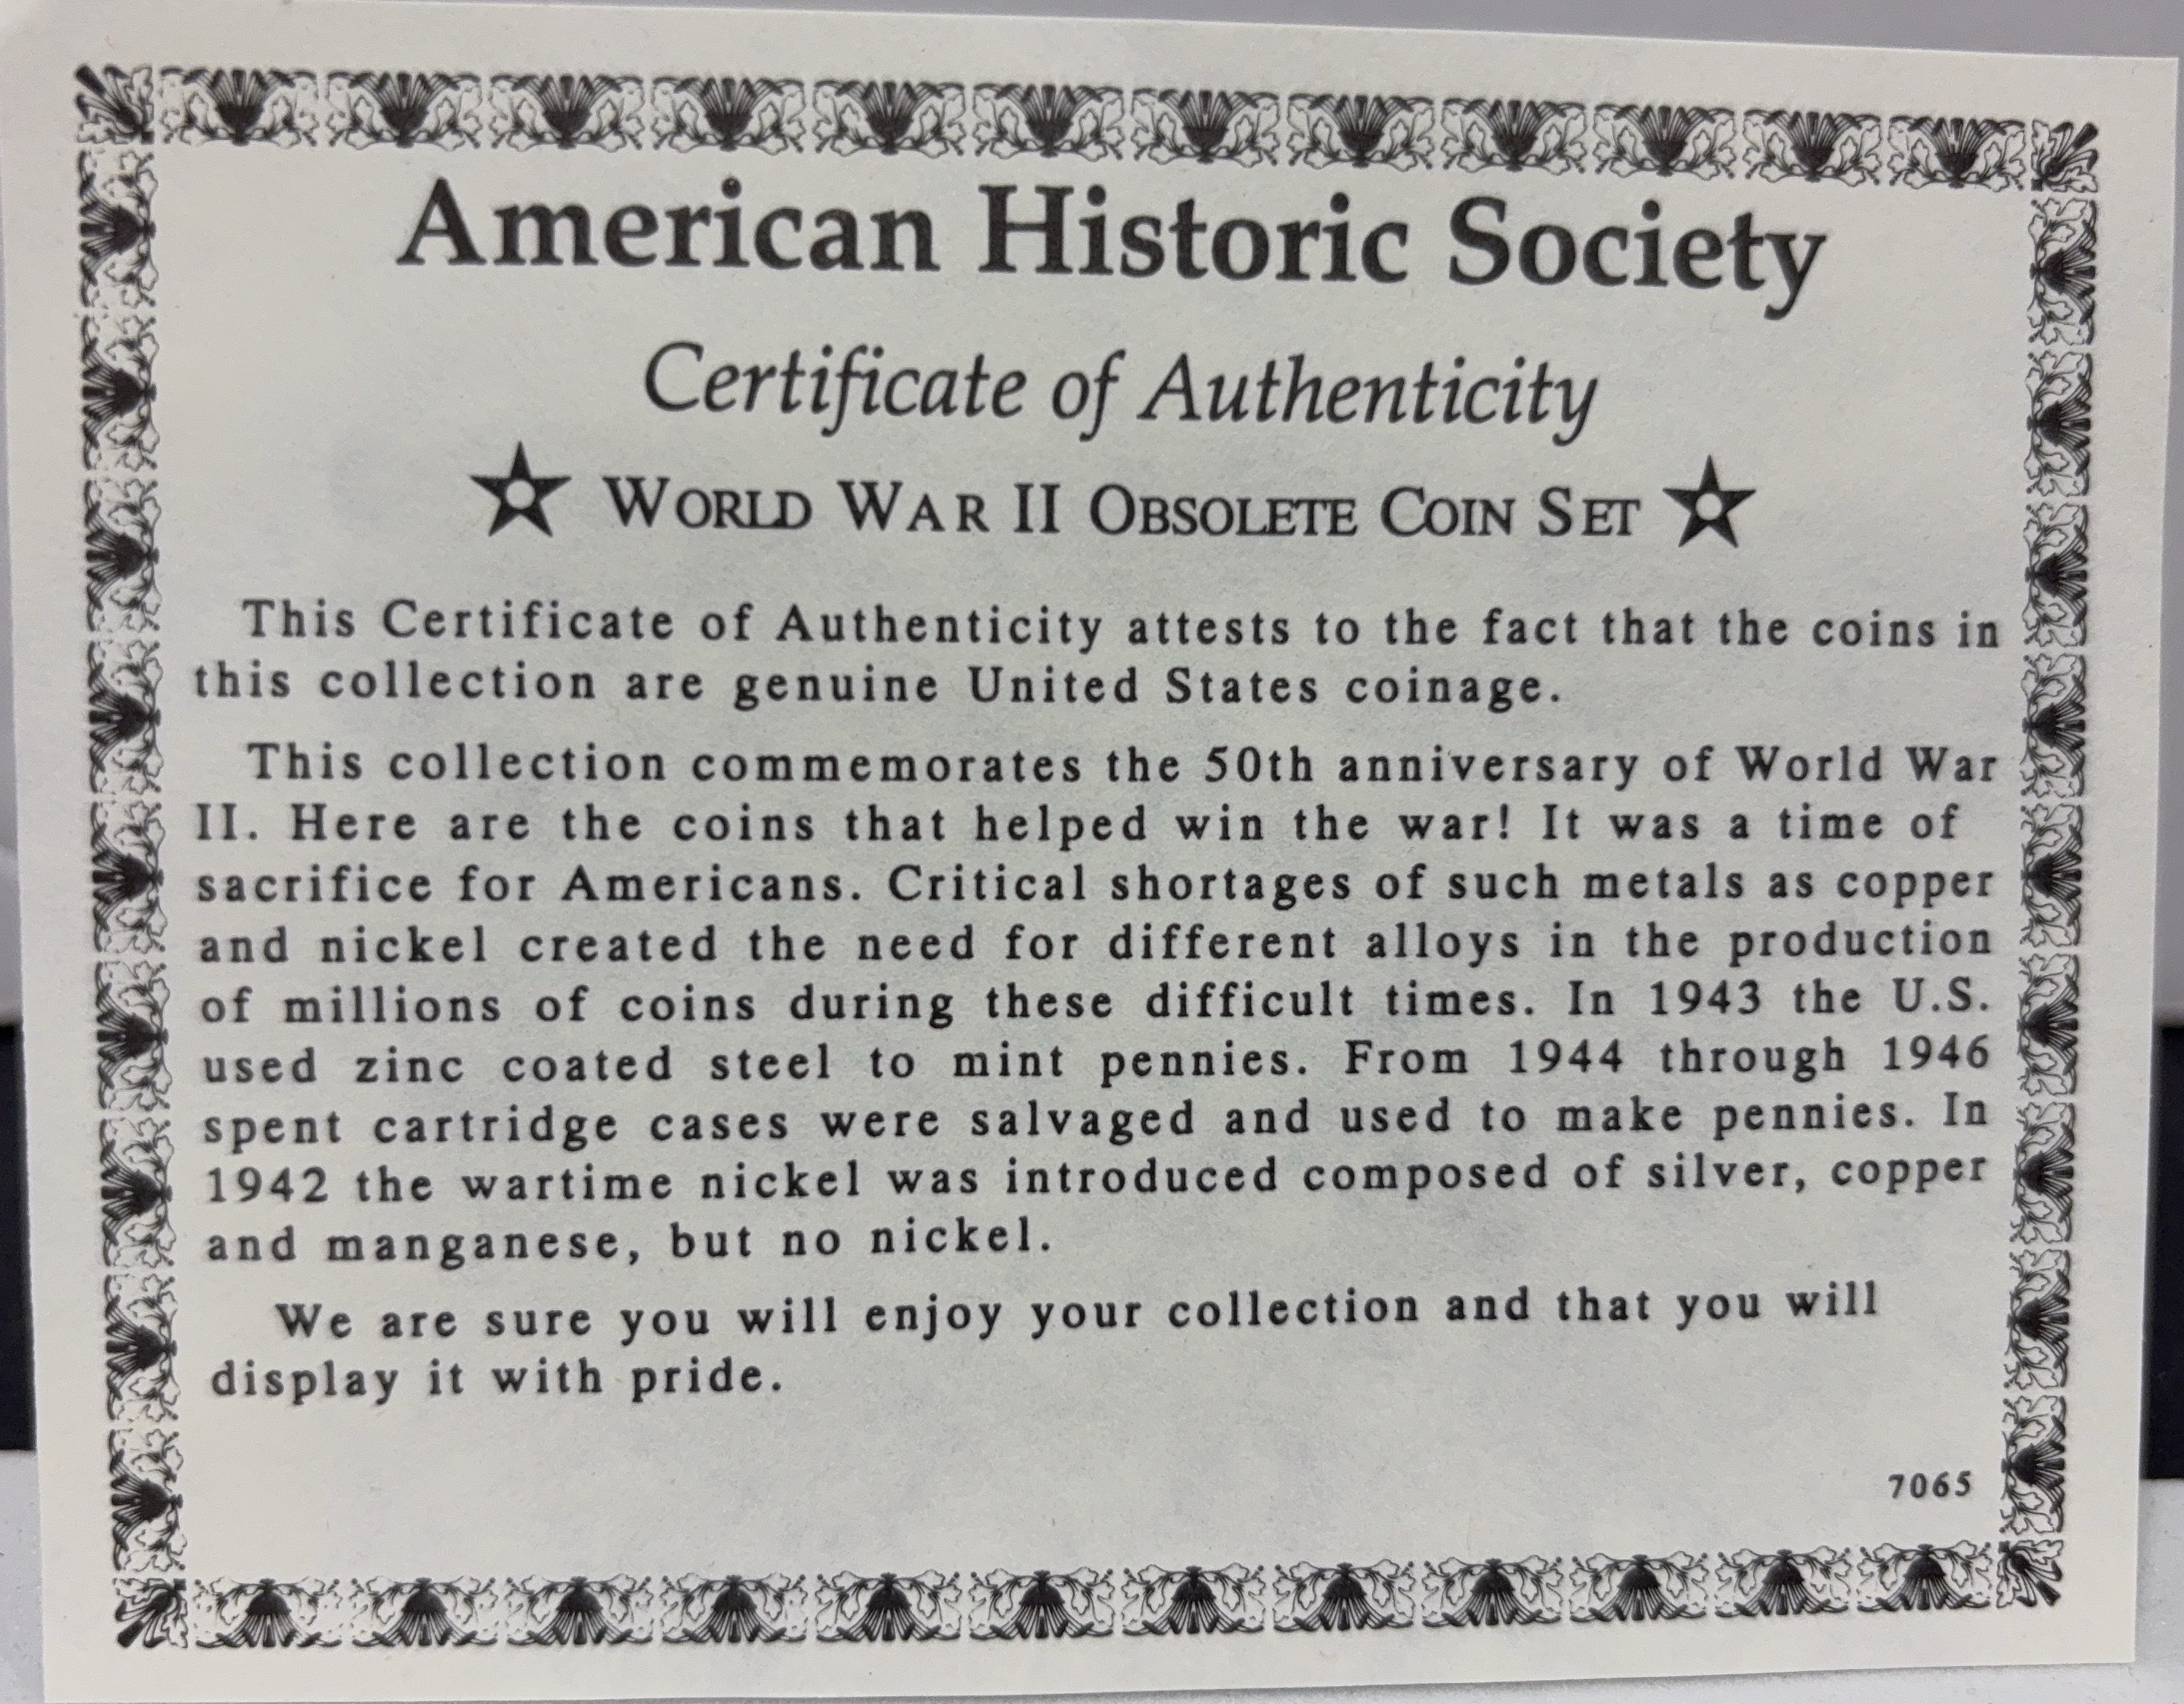 American Historic Society
Certificate of Authenticity
World War II Obsolete Coin Set
This Certificate of Authenticity attests to the fact that the coins in
this collection are genuine United States coinage.
This collection commemorates the 50th anniversary of World War
II. Here are the coins that helped win the war! It was a time of
sacrifice for Americans. Critical shortages of such metals as copper
and nickel created the need for different alloys in the production
of millions of coins during these difficult times. In 1943 the U.S.
used zinc coated steel to mint pennies. From 1944 through 1946
spent cartridge cases were salvaged and used to make pennies. In
1942 the wartime nickel was introduced composed of silver, copper
and manganese, but no nickel.
We are sure you will enjoy your collection and that you will
display it with pride.
7065